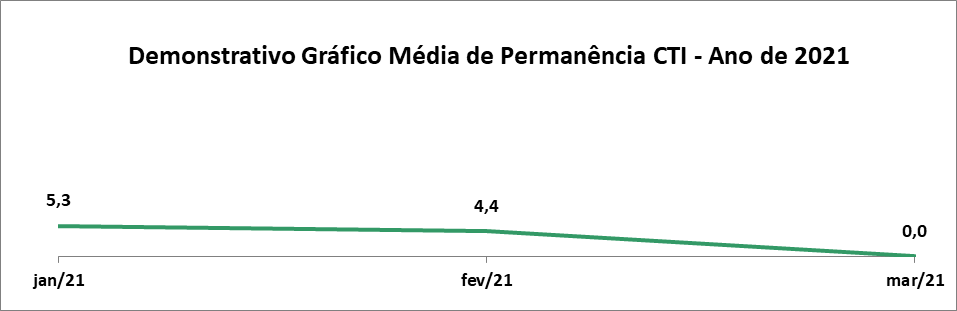 Demonstrativo Gráfico Média de Permanência CTI - Ano de 2021
5,3
4,4
0,0
jan/21
fev/21
mar/21